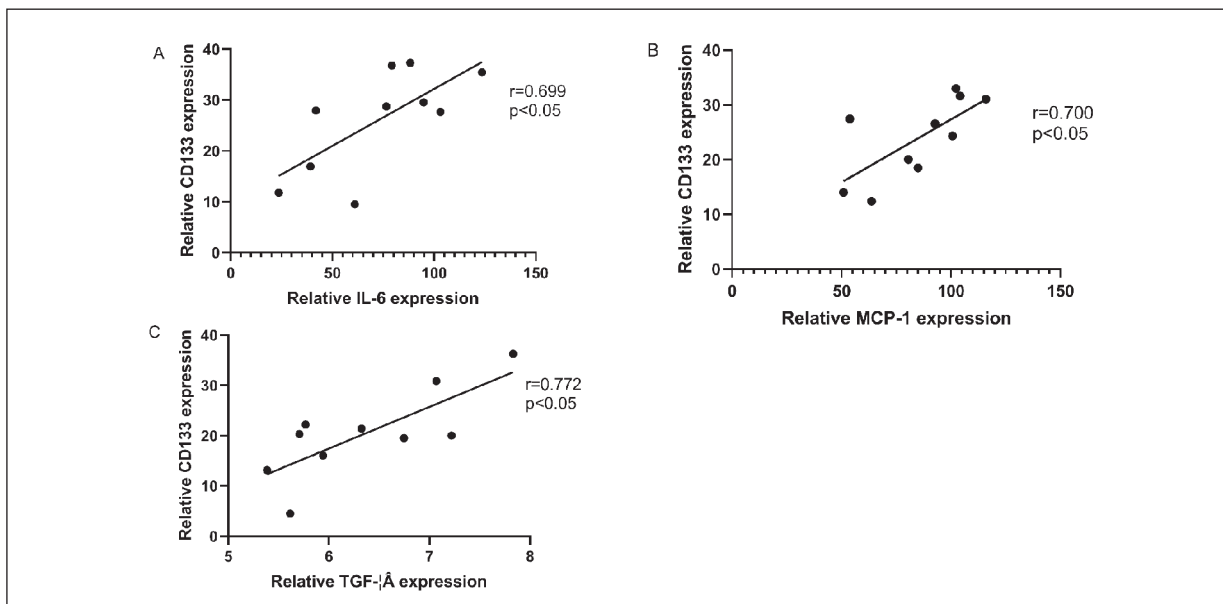 A
Relative CD133 expression
40
30
20
10
0
0 50 100 150
Relative IL-6 expression
r=0.699
p<0.05
B
Relative CD133 expression
40
30
20
10
0
0 50 100 150
Relative MCP-1 expression
r=0.700
p<0.05
C
Relative CD133 expression
40
30
20
10
0
5 6 7 8
Relative TGF-¦Â expression
r=0.772
p<0.05